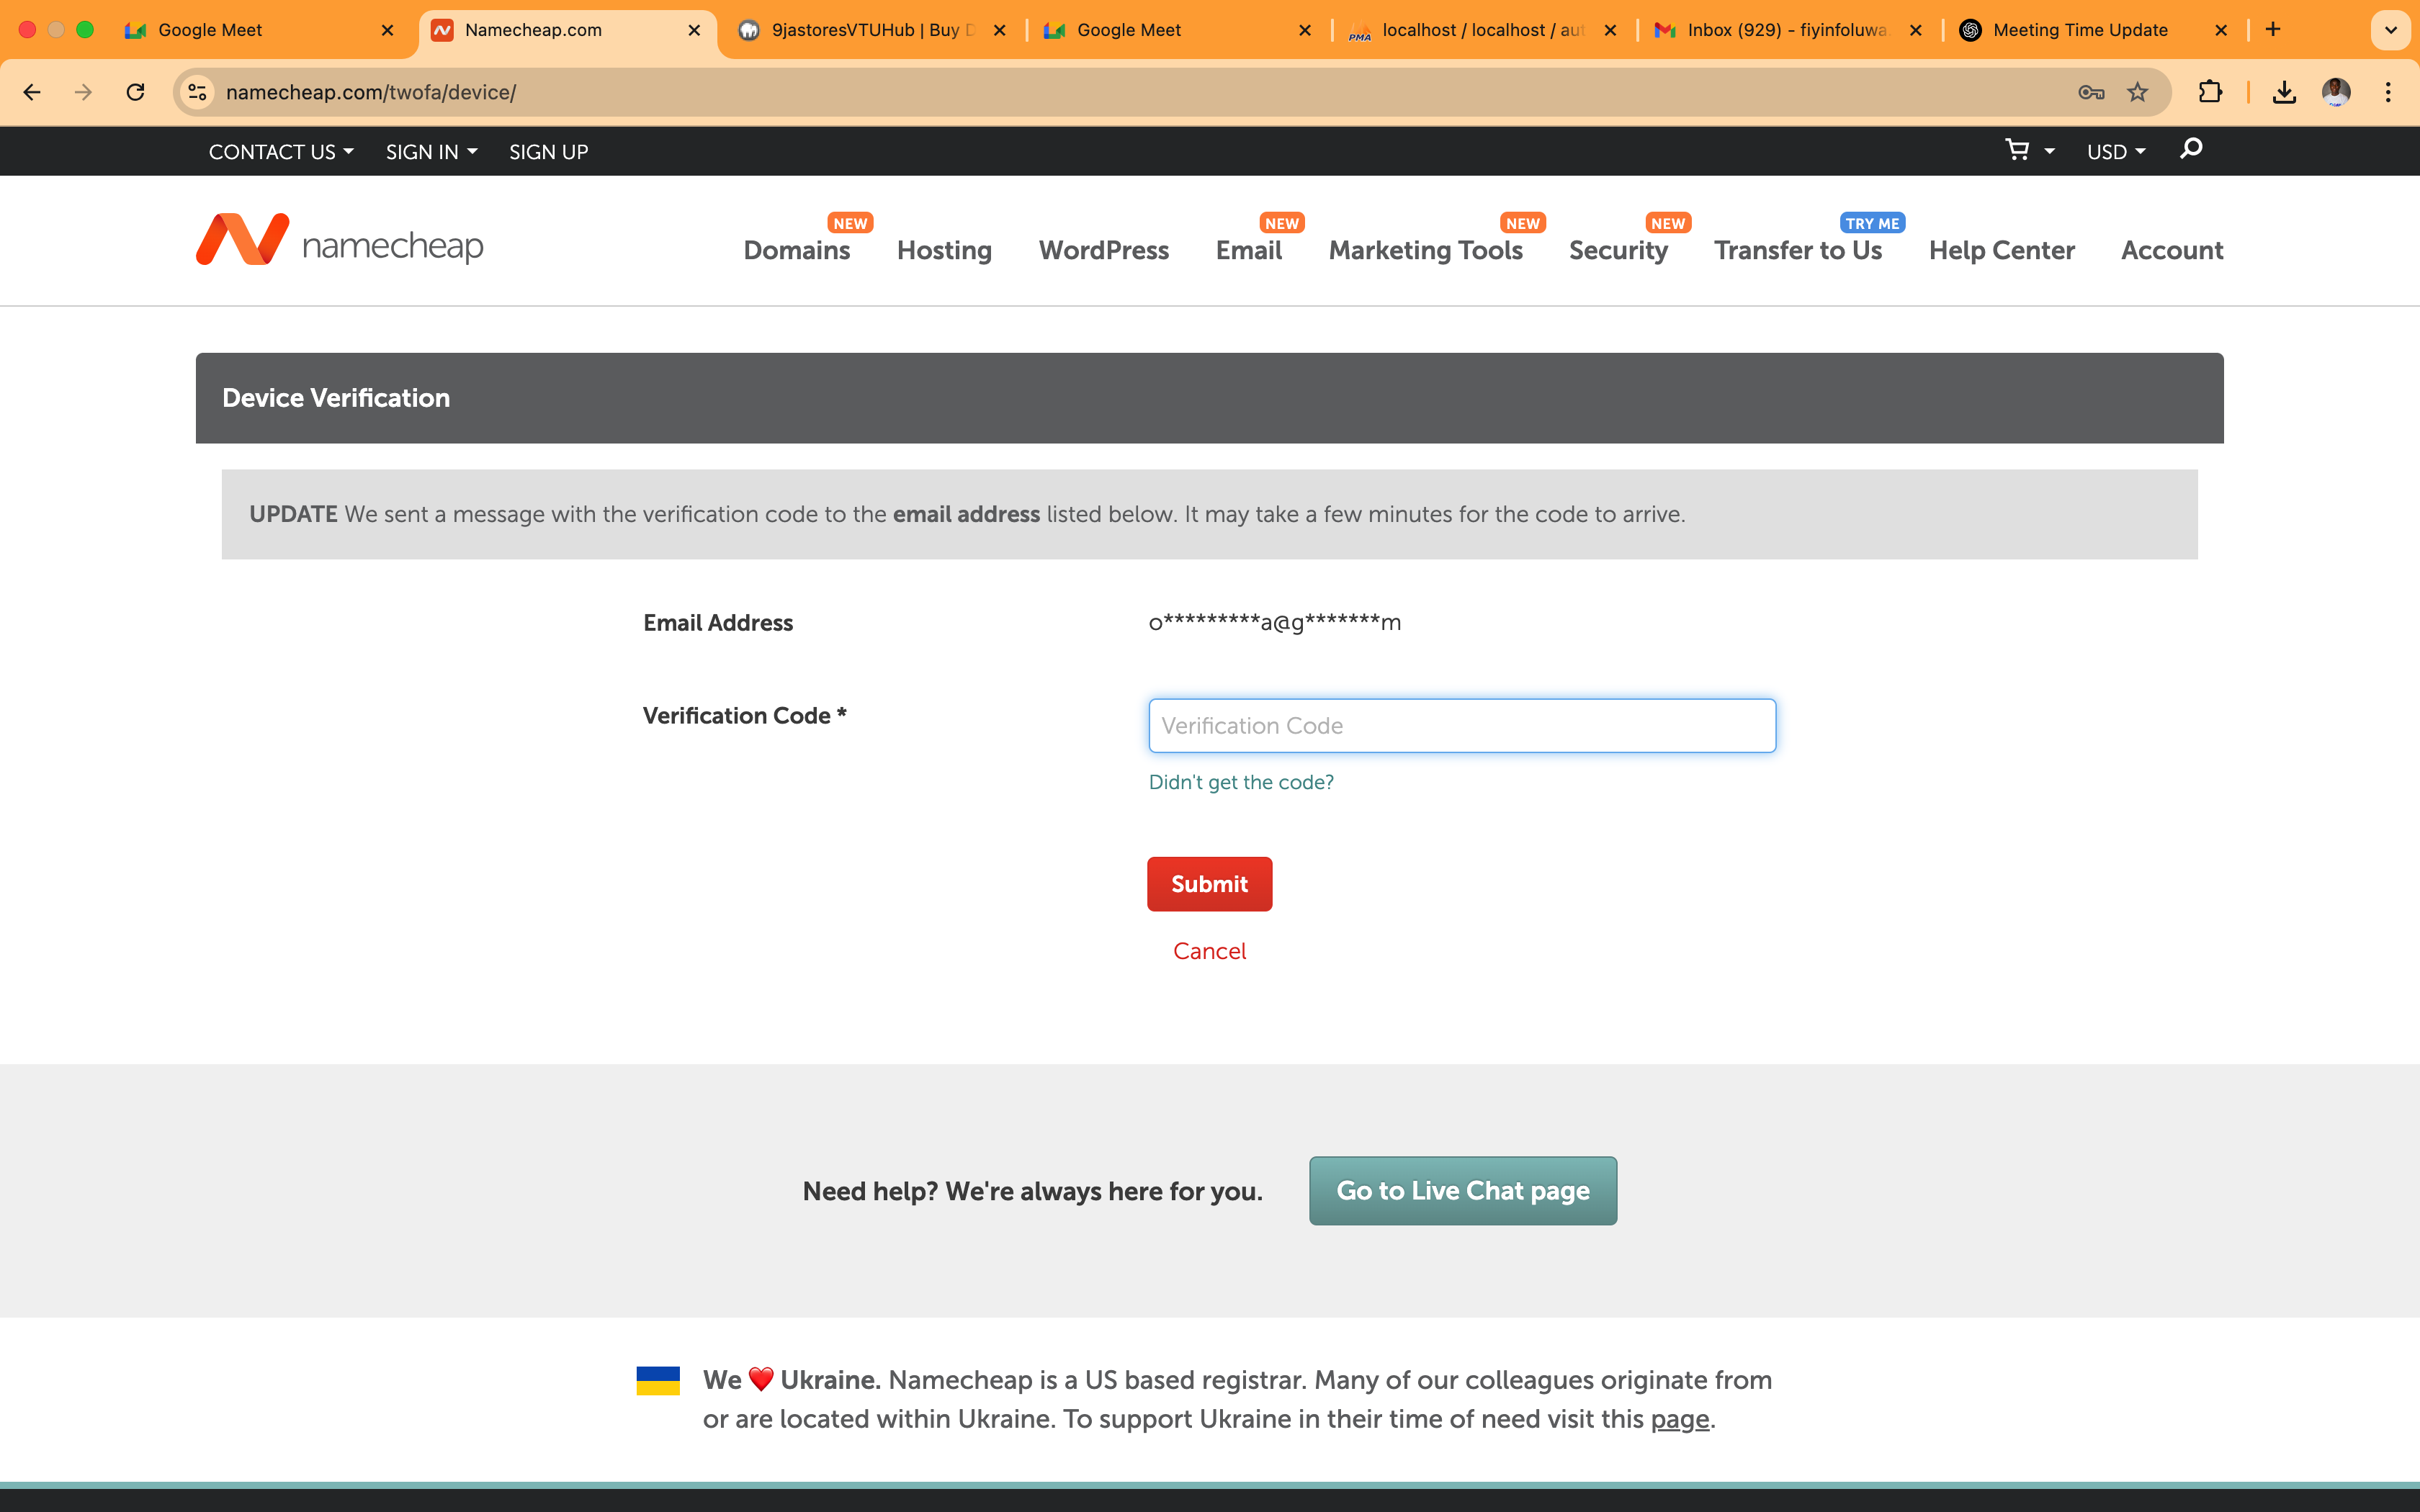 Google Meet
Namecheap.com
9jastoresVTUHub | Buy D
Google Meet
localhost / localhost / aut
Inbox (929) - fiyinfoluwa
Meeting Time Update
namecheap.com/twofa/device/
CONTACT US SIGN IN SIGN UP USD
namecheap
Domains NEW Hosting WordPress Email NEW Marketing Tools NEW Security NEW Transfer to Us TRY ME Help Center Account
Device Verification
UPDATE We sent a message with the verification code to the email address listed below. It may take a few minutes for the code to arrive.
Email Address o*********a@g*******m
Verification Code * Verification Code
Didn't get the code?
Submit
Cancel
Need help? We're always here for you. Go to Live Chat page
We ❤️ Ukraine. Namecheap is a US based registrar. Many of our colleagues originate from
or are located within Ukraine. To support Ukraine in their time of need visit this page.